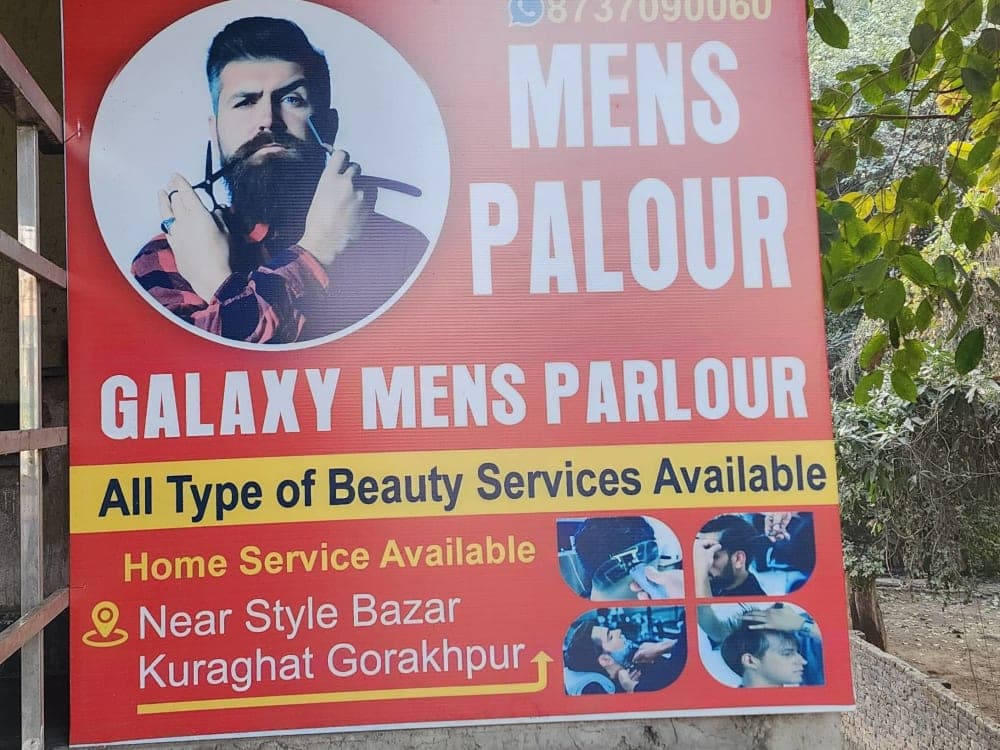 8737090060
MENS
PALOUR
GALAXY MENS PARLOUR
All Type of Beauty Services Available
Home Service Available
Near Style Bazar
Kuraghat Gorakhpur